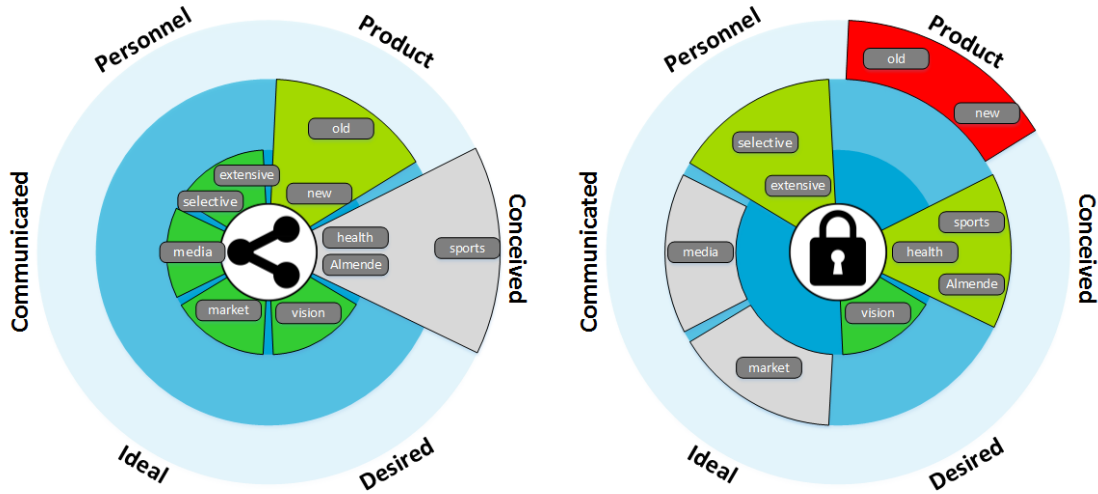 Personnel
Product
Communicated
Conceived
Ideal
Desired
old
new
extensive
selective
media
market
vision
health
Almende
sports
Personnel
Product
Communicated
Conceived
Ideal
Desired
old
new
selective
extensive
media
market
vision
sports
health
Almende